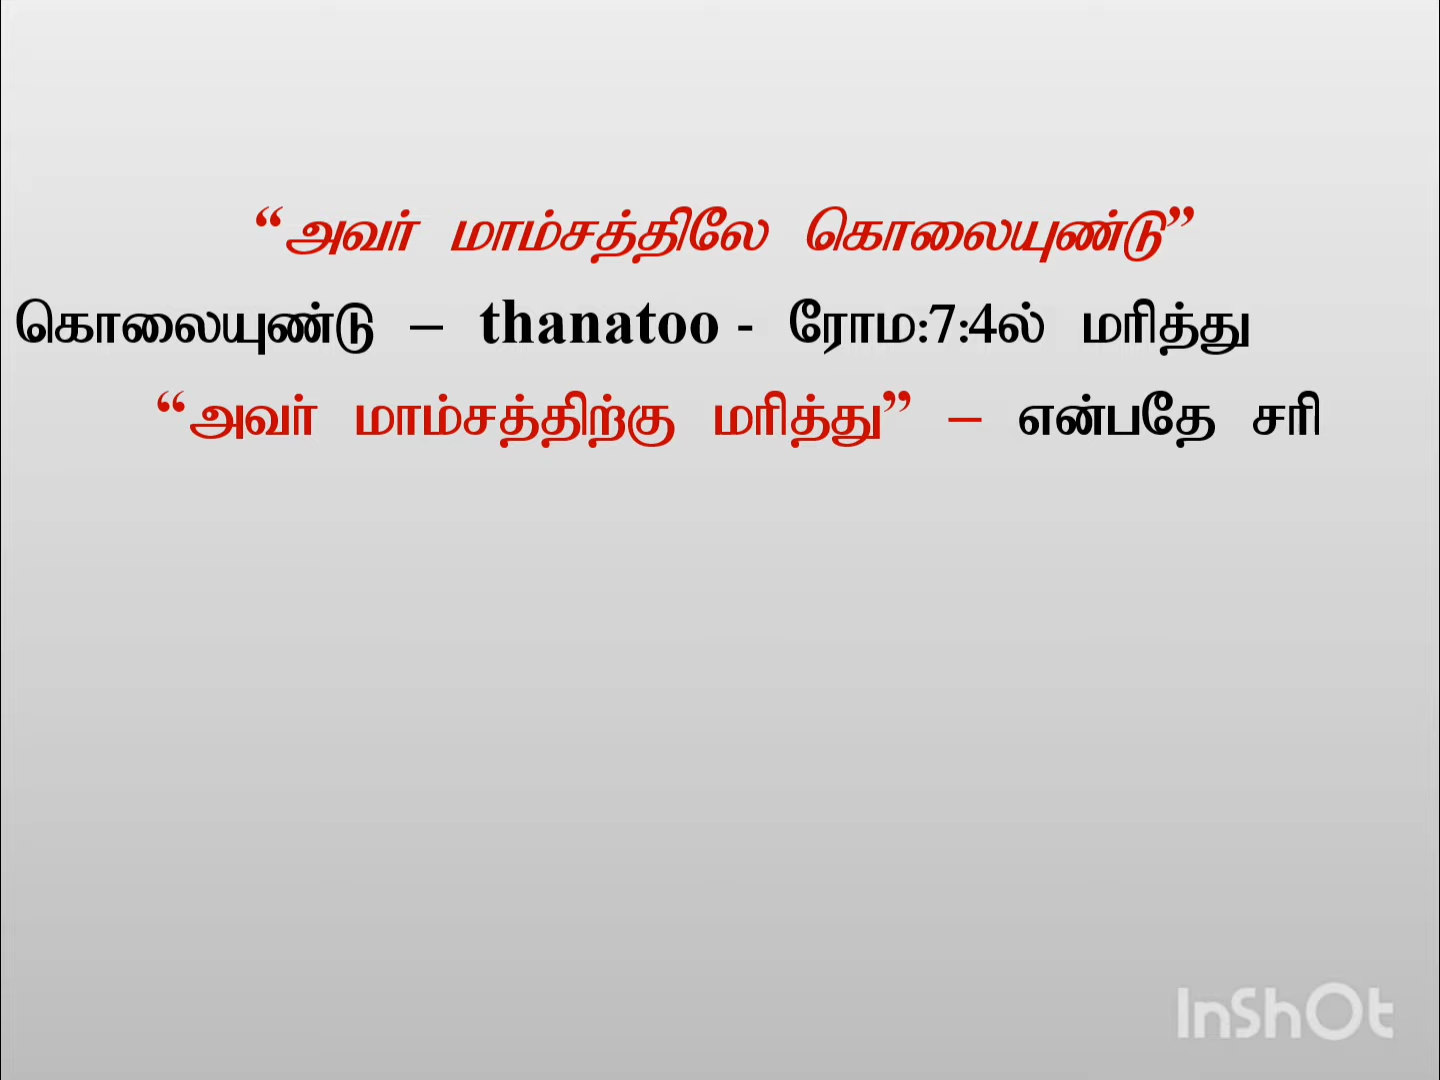 “அவர் மாம்சத்திலே கொலையுண்டு”
கொலையுண்டு – thanatoo - ரோம:7:4ல் மரித்து
“அவர் மாம்சத்திற்கு மரித்து” – என்பதே சரி
InShOt